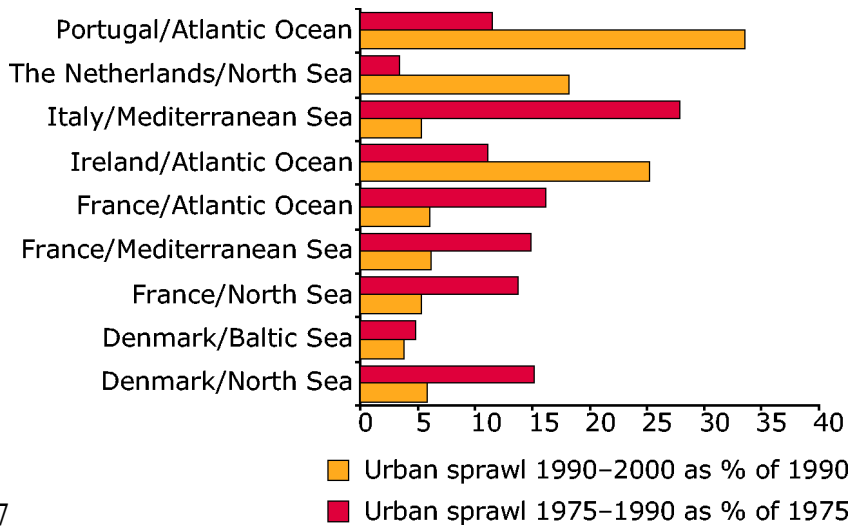 Portugal/Atlantic Ocean
The Netherlands/North Sea
Italy/Mediterranean Sea
Ireland/Atlantic Ocean
France/Atlantic Ocean
France/Mediterranean Sea
France/North Sea
Denmark/Baltic Sea
Denmark/North Sea
0 5 10 15 20 25 30 35 40
Urban sprawl 1990–2000 as % of 1990
Urban sprawl 1975–1990 as % of 1975
7